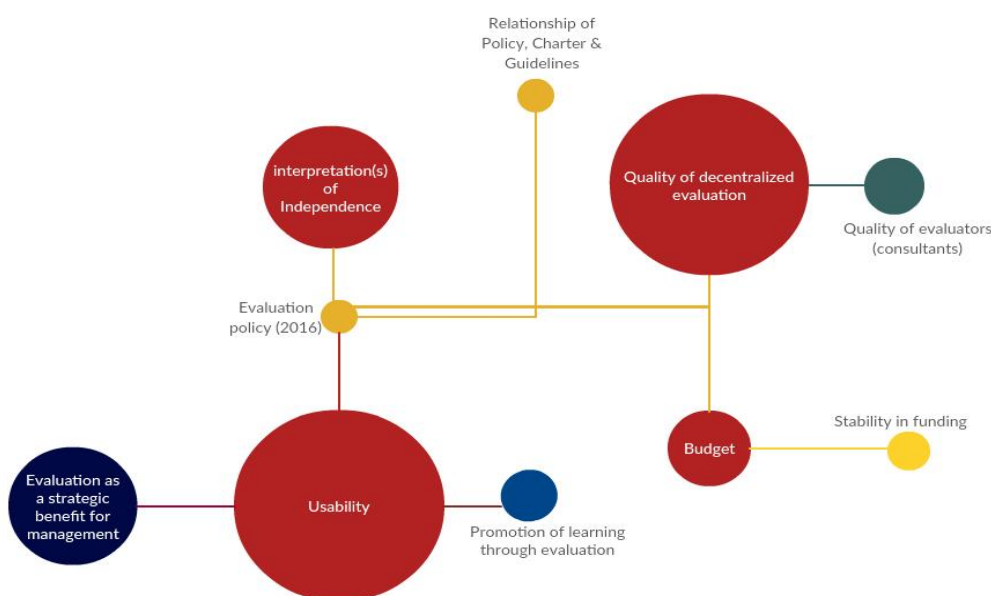 Relationship of
Policy, Charter &
Guidelines
interpretation(s)
of
Independence
Quality of decentralized
evaluation
Quality of evaluators
(consultants)
Evaluation
policy (2016)
Stability in funding
Budget
Evaluation as
a strategic
benefit for
management
Usability
Promotion of learning
through evaluation